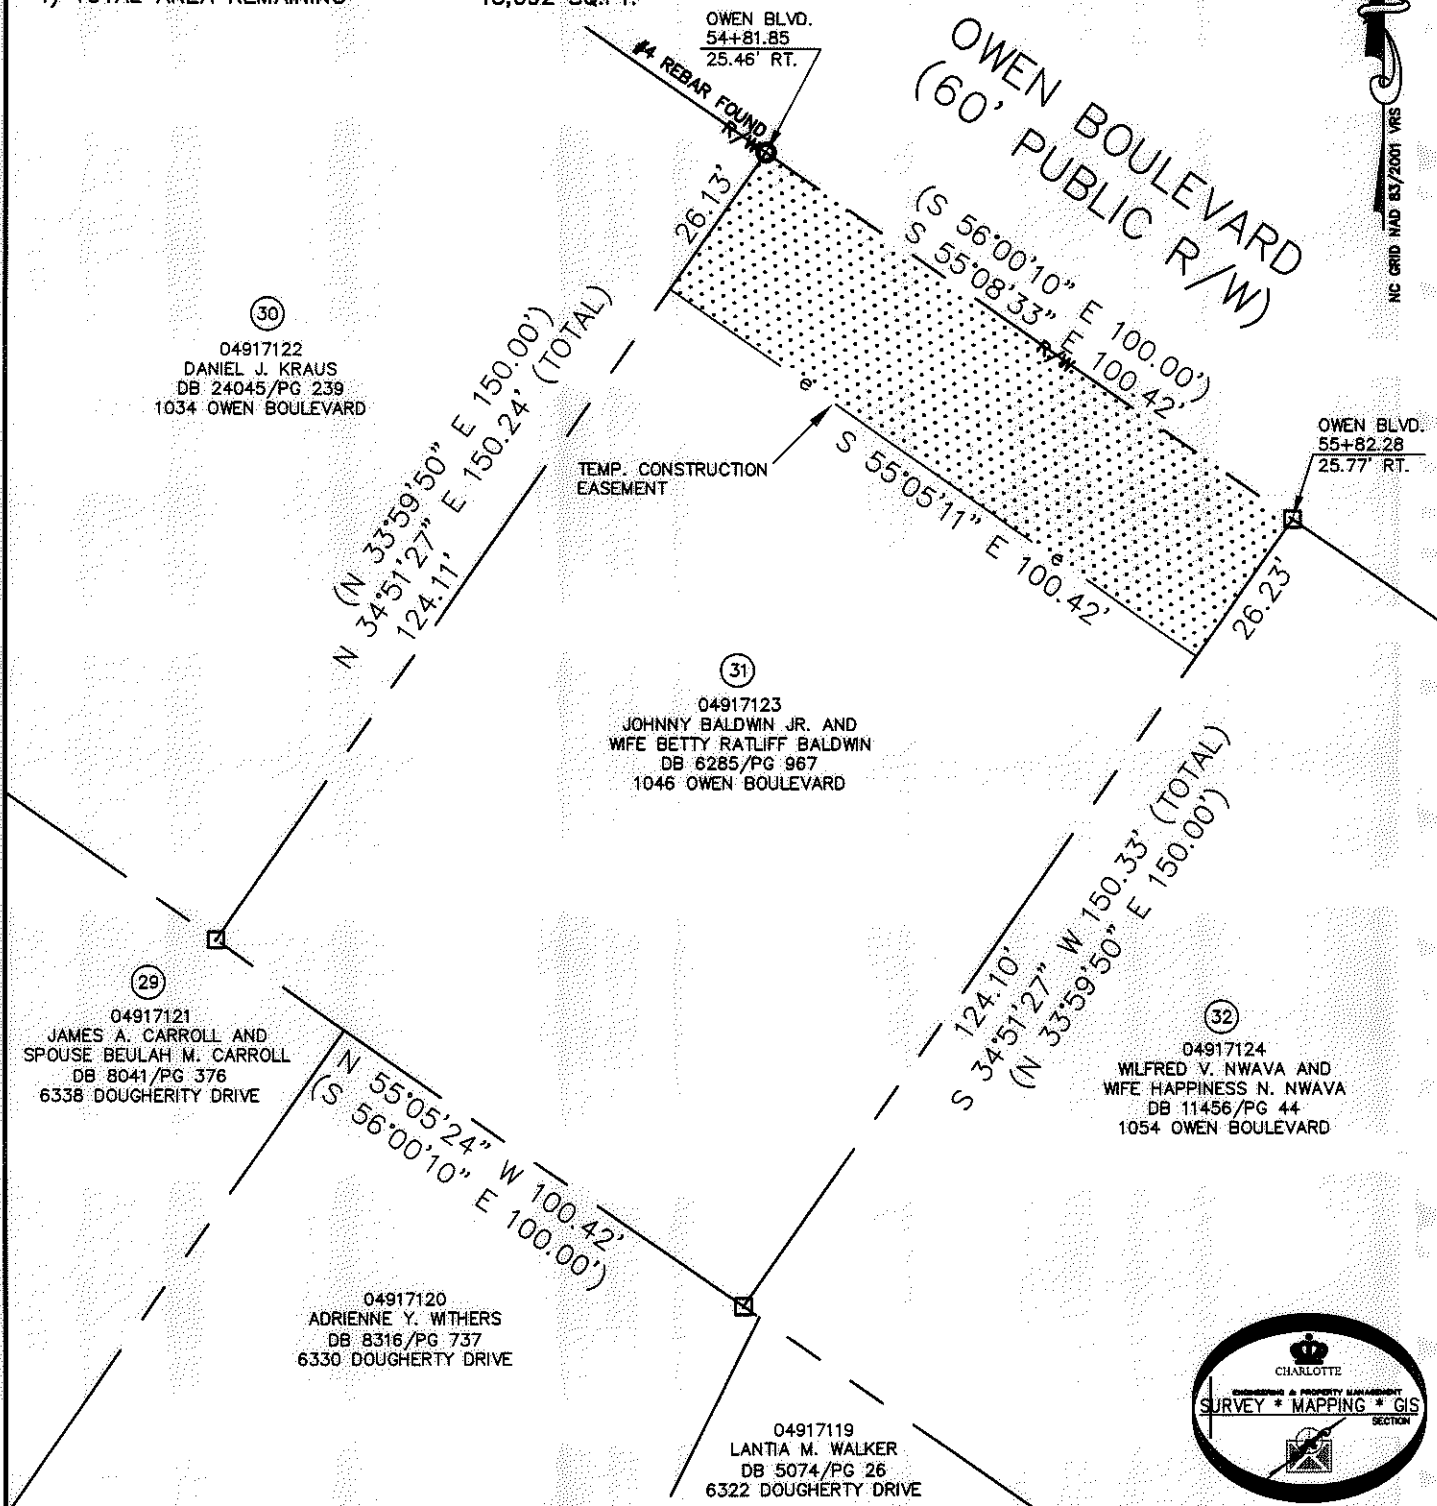 OWEN BLVD.
54+81.85
25.46' RT.
#4 REBAR FOUND
R/W
OWEN BOULEVARD
(60' PUBLIC R/W)
NC GRID NAD 83/2001 VRS
26.13'
(S 56°00'10" E 100.00')
S 55°08'33" E 100.42'
R/W
30
04917122
DANIEL J. KRAUS
DB 24045/PG 239
1034 OWEN BOULEVARD
(N 33°59'50" E 150.00')
N 34°51'27" E 150.24' (TOTAL)
124.11'
e
TEMP. CONSTRUCTION
EASEMENT
S 55°05'11" E 100.42'
e
OWEN BLVD.
55+82.28
25.77' RT.
26.23'
31
04917123
JOHNNY BALDWIN JR. AND
WIFE BETTY RATLIFF BALDWIN
DB 6285/PG 967
1046 OWEN BOULEVARD
124.10'
S 34°51'27" W 150.33' (TOTAL)
(N 33°59'50" E 150.00')
29
04917121
JAMES A. CARROLL AND
SPOUSE BEULAH M. CARROLL
DB 8041/PG 376
6338 DOUGHERITY DRIVE
N 55°05'24" W 100.42'
(S 56°00'10" E 100.00')
32
04917124
WILFRED V. NWAVA AND
WIFE HAPPINESS N. NWAVA
DB 11456/PG 44
1054 OWEN BOULEVARD
04917120
ADRIENNE Y. WITHERS
DB 8316/PG 737
6330 DOUGHERTY DRIVE
04917119
LANTIA M. WALKER
DB 5074/PG 26
6322 DOUGHERTY DRIVE
CHARLOTTE
ENGINEERING & PROPERTY MANAGEMENT
SURVEY * MAPPING * GIS
SECTION